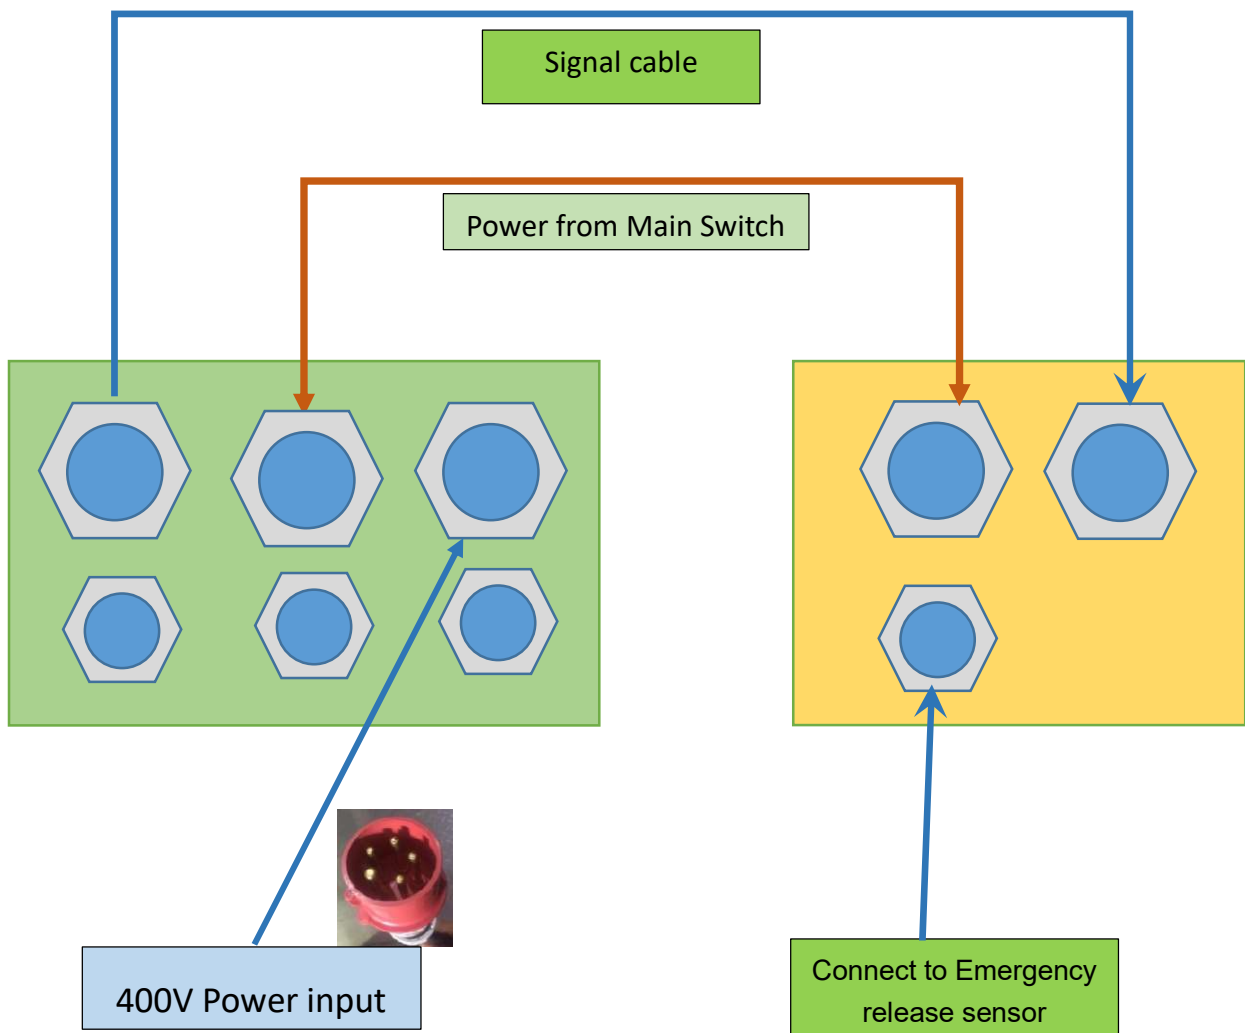 Signal cable
Power from Main Switch
400V Power input
Connect to Emergency
release sensor